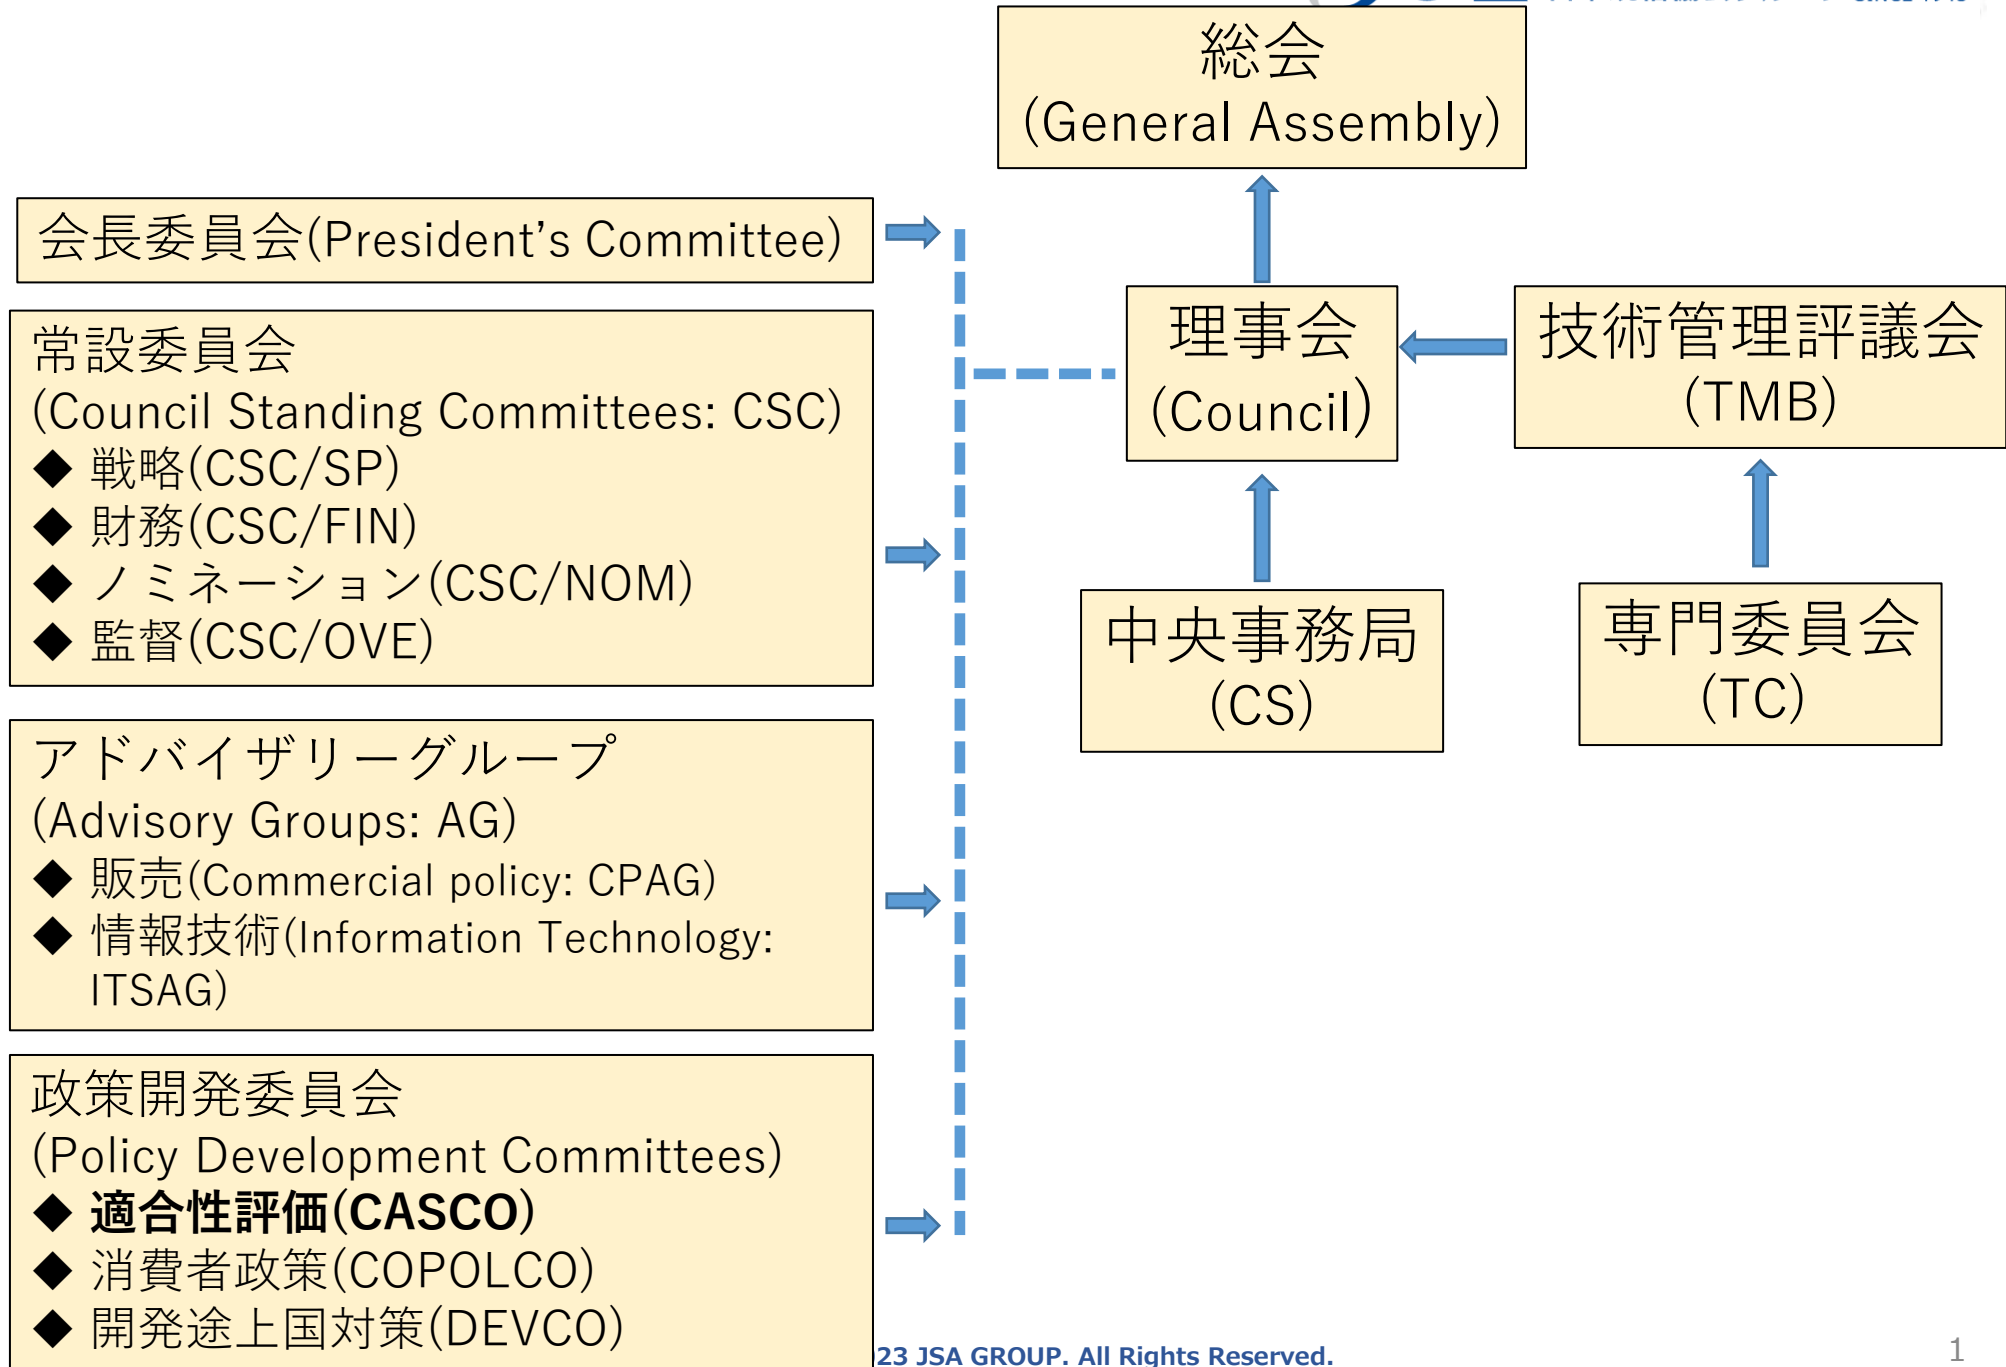 総会
(General Assembly)
会長委員会(President’s Committee)
常設委員会
(Council Standing Committees: CSC)
◆ 戦略(CSC/SP)
◆ 財務(CSC/FIN)
◆ ノミネーション(CSC/NOM)
◆ 監督(CSC/OVE)
理事会
(Council)
技術管理評議会
(TMB)
中央事務局
(CS)
専門委員会
(TC)
アドバイザリーグループ
(Advisory Groups: AG)
◆ 販売(Commercial policy: CPAG)
◆ 情報技術(Information Technology:
ITSAG)
政策開発委員会
(Policy Development Committees)
◆ 適合性評価(CASCO)
◆ 消費者政策(COPOLCO)
◆ 開発途上国対策(DEVCO)
23 JSA GROUP. All Rights Reserved.
1